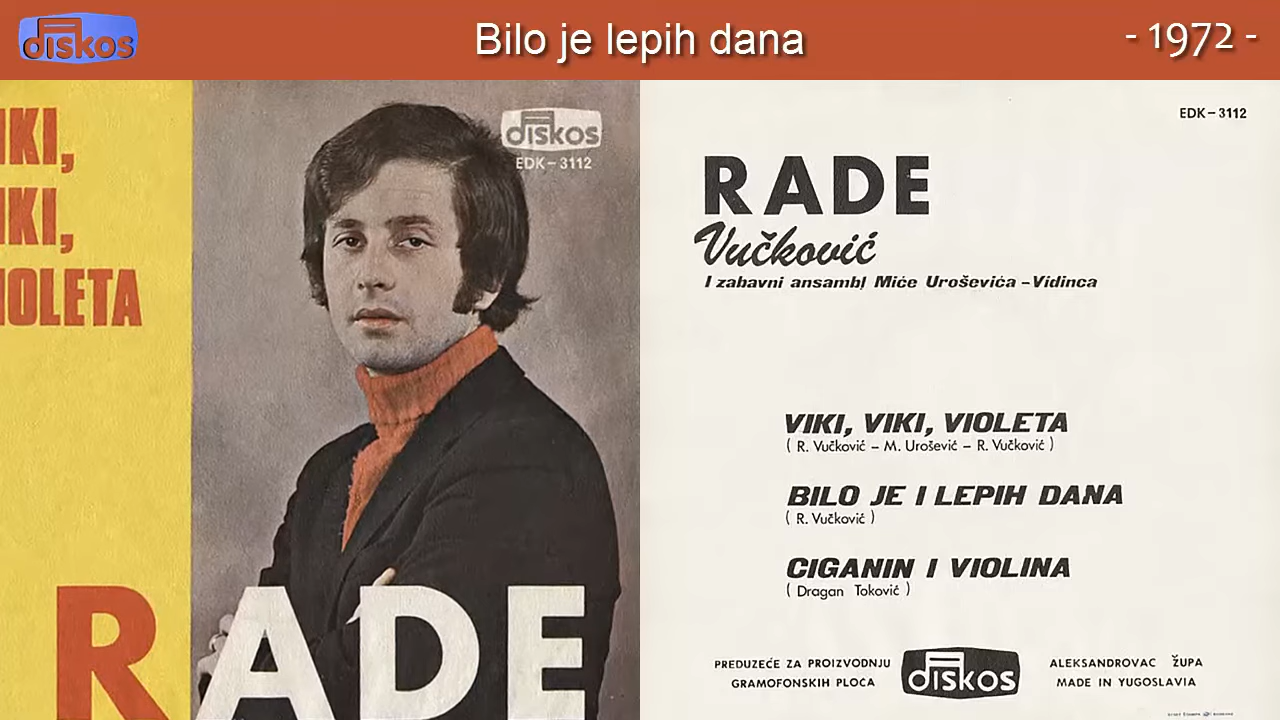 diskos
Bilo je lepih dana
- 1972 -
IKI,
IKI,
IOLETA
diskos
EDK-3112
RADE
EDK-3112
RADE
Vučković
I zabavni ansambl Miće Uroševića-Vidinca
VIKI, VIKI, VIOLETA
( R. Vučković - M. Urošević - R. Vučković )
BILO JE I LEPIH DANA
( R. Vučković )
CIGANIN I VIOLINA
( Dragan Toković )
PREDUZEĆE ZA PROIZVODNJU
GRAMOFONSKIH PLOČA
diskos
ALEKSANDROVAC ŽUPA
MADE IN YUGOSLAVIA